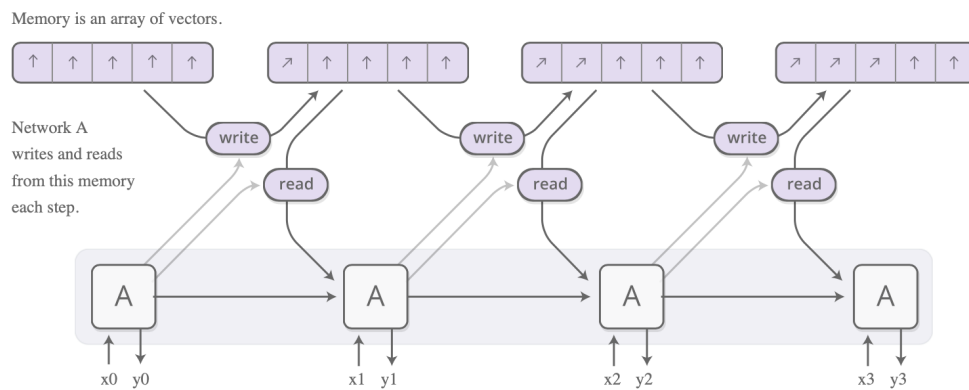 Memory is an array of vectors.
Network A
writes and reads
from this memory
each step.
write
write
write
read
read
read
A
A
A
A
x0 y0
x1 y1
x2 y2
x3 y3